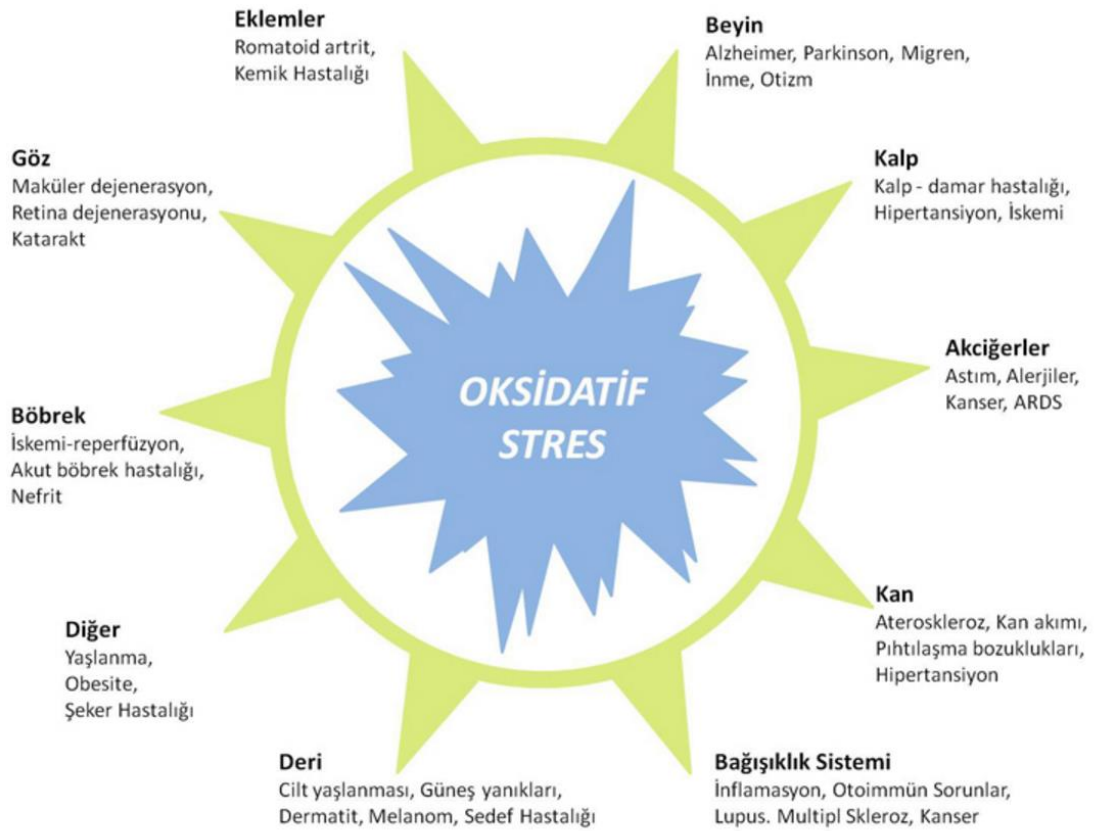 Eklemler
Romatoid artrit,
Kemik Hastalığı
Beyin
Alzheimer, Parkinson, Migren,
İnme, Otizm
Göz
Maküler dejenerasyon,
Retina dejenerasyonu,
Katarakt
Kalp
Kalp - damar hastalığı,
Hipertansiyon, İskemi
OKSİDATİF
STRES
Akciğerler
Astım, Alerjiler,
Kanser, ARDS
Böbrek
İskemi-reperfüzyon,
Akut böbrek hastalığı,
Nefrit
Kan
Ateroskleroz, Kan akımı,
Pıhtılaşma bozuklukları,
Hipertansiyon
Diğer
Yaşlanma,
Obesite,
Şeker Hastalığı
Deri
Cilt yaşlanması, Güneş yanıkları,
Dermatit, Melanom, Sedef Hastalığı
Bağışıklık Sistemi
İnflamasyon, Otoimmün Sorunlar,
Lupus. Multipl Skleroz, Kanser